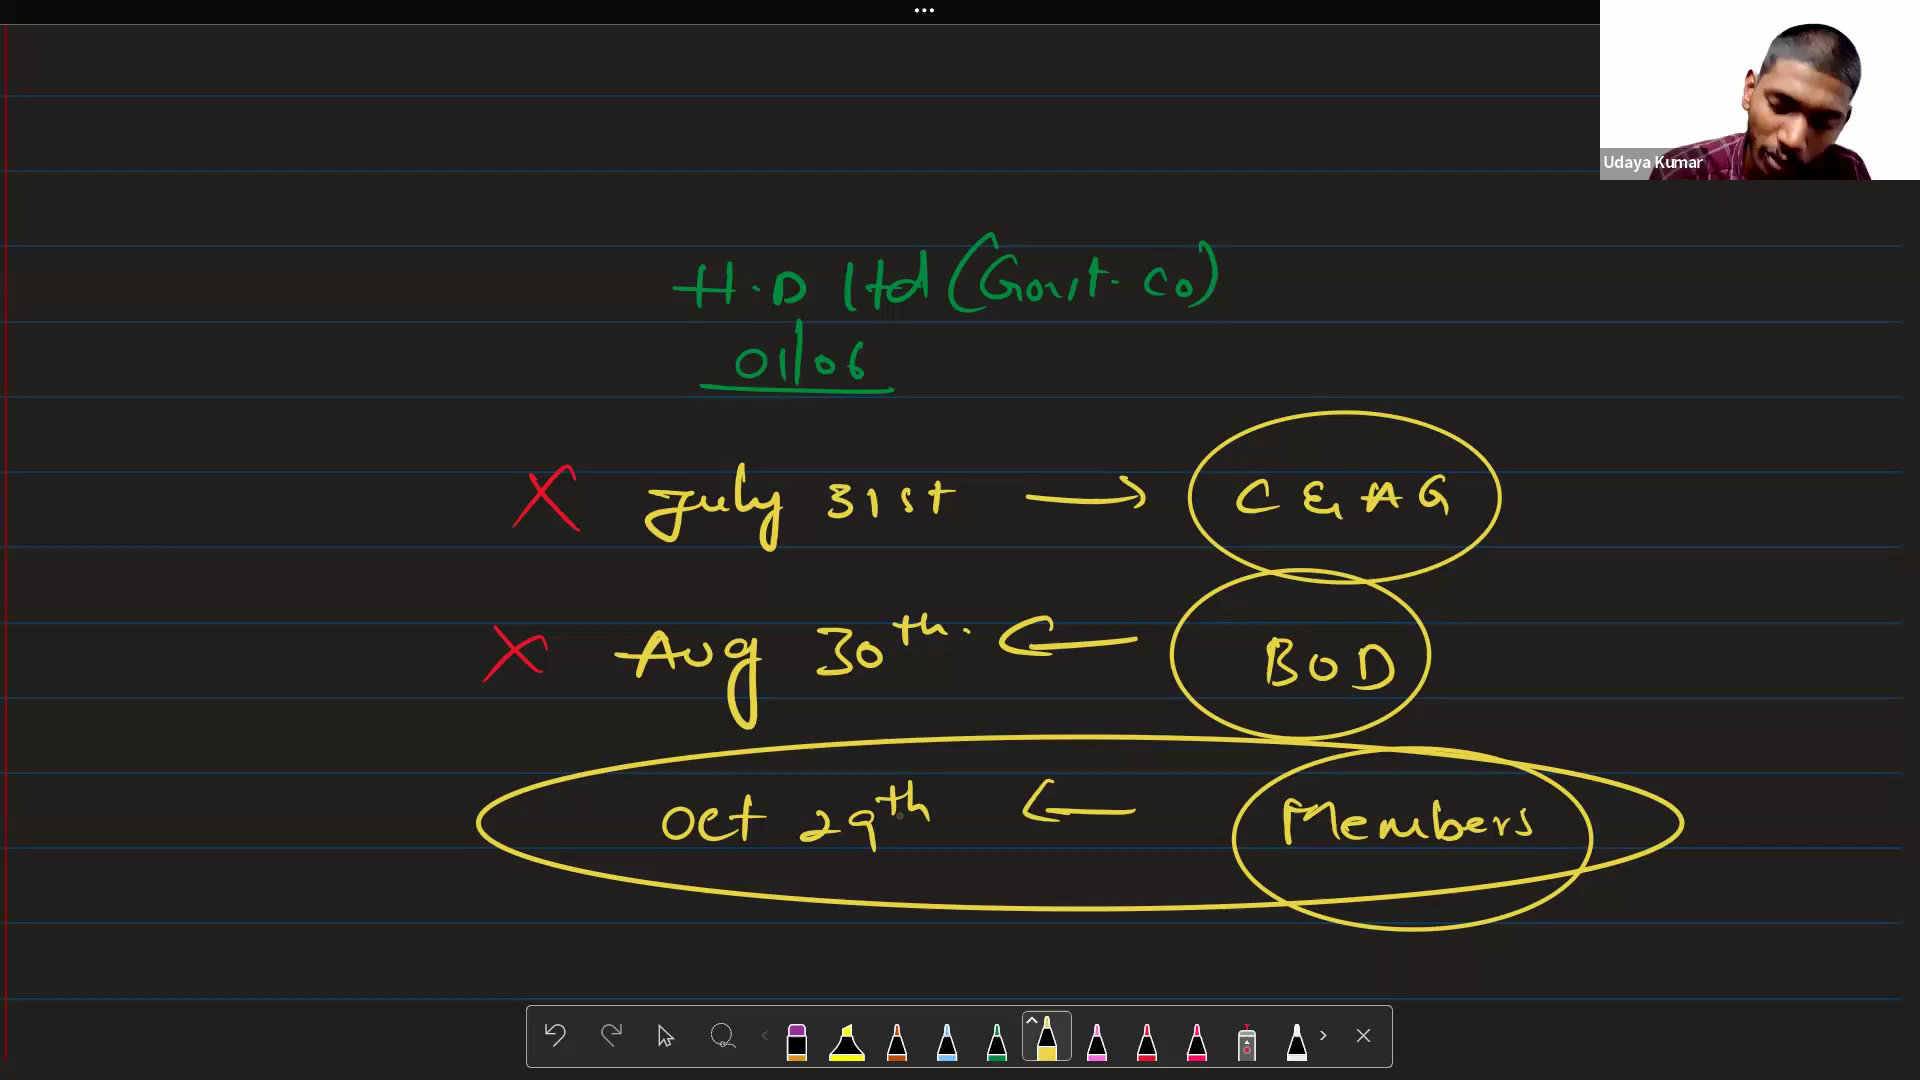 ...
Udaya Kumar
H.D ltd (Govt. Co)
01/06
X July 31st → C & AG
X Aug 30th. ← BOD
Oct 29th ← Members